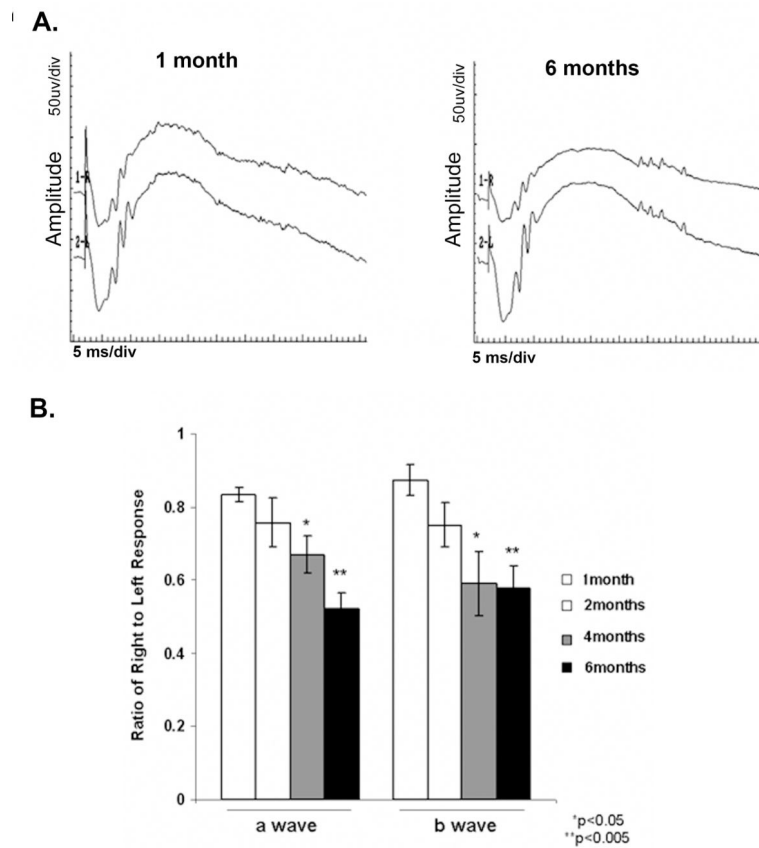 A.
1 month
50uv/div
Amplitude
1-R
2-L
5 ms/div
6 months
50uv/div
Amplitude
1-R
2-L
5 ms/div
B.
Ratio of Right to Left Response
1
0.8
0.6
0.4
0.2
0
*
**
*
**
a wave
b wave
1month
2months
4months
6months
*p<0.05
**p<0.005